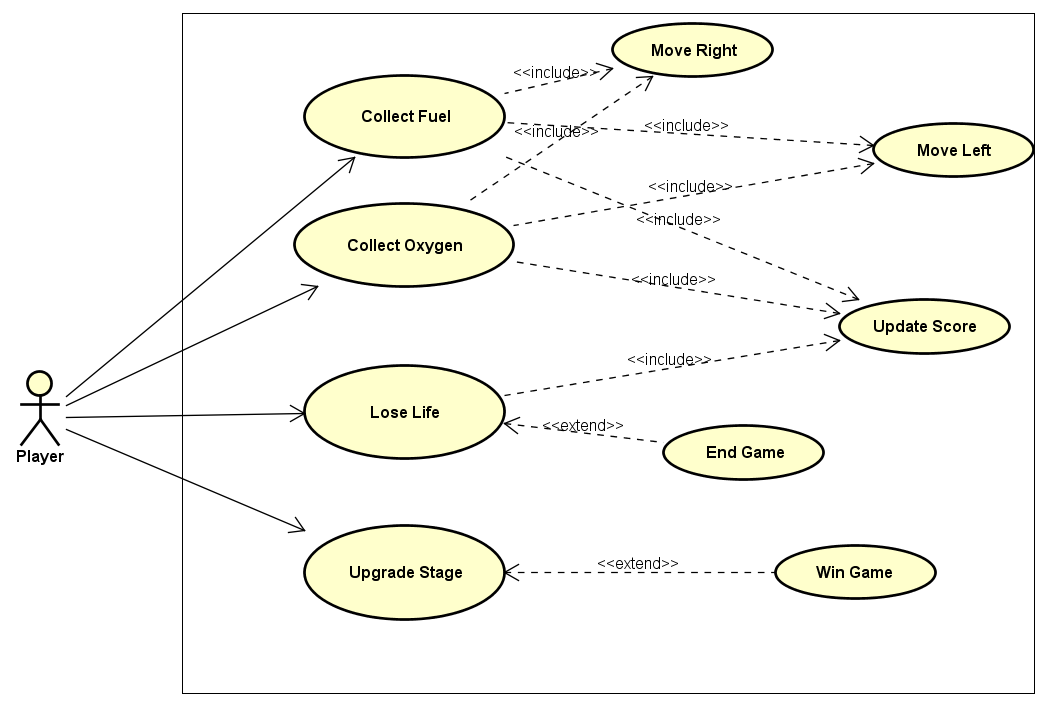 Move Right
<<include>>
Collect Fuel
<<include>>
<<include>>
Move Left
<<include>>
<<include>>
Collect Oxygen
<<include>>
Update Score
<<include>>
Lose Life
<<extend>>
End Game
Player
<<extend>>
Upgrade Stage
Win Game